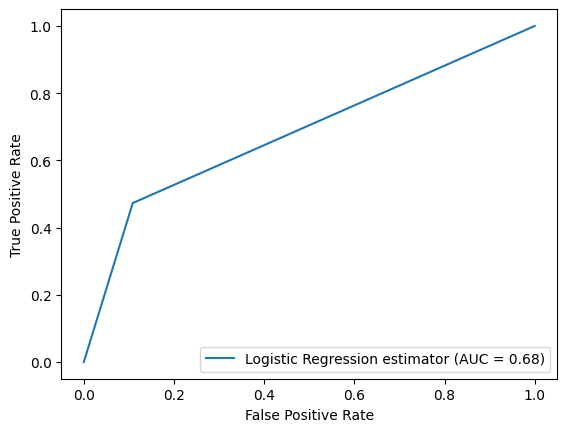 1.0
0.8
0.6
0.4
0.2
0.0
True Positive Rate
Logistic Regression estimator (AUC = 0.68)
0.0 0.2 0.4 0.6 0.8 1.0
False Positive Rate